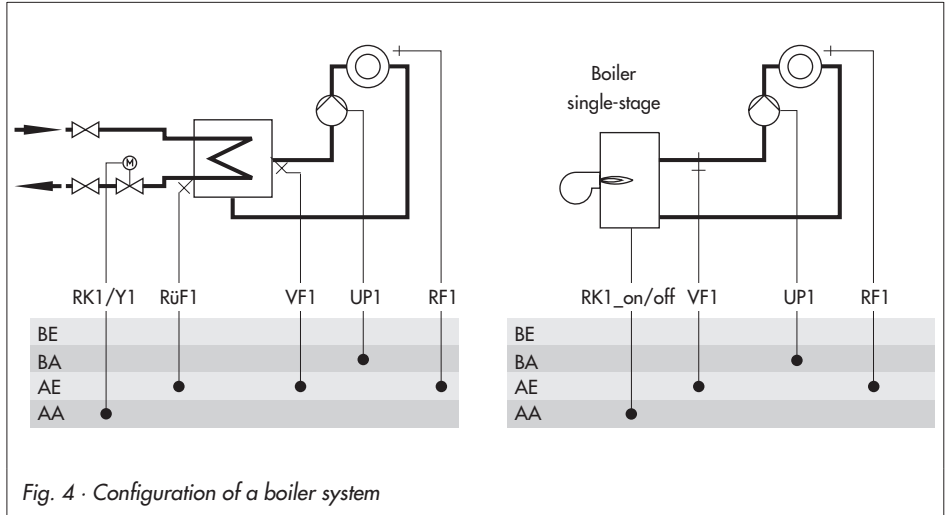 Boiler
single-stage
M
RK1/Y1 RüF1 VF1 UP1 RF1
RK1_on/off VF1 UP1 RF1
BE
BA
AE
AA
BE
BA
AE
AA
Fig. 4 · Configuration of a boiler system